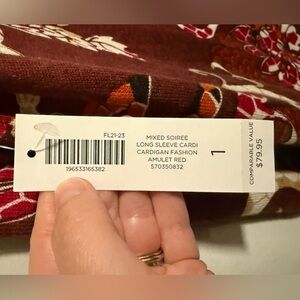 FL21-23
196533165382
MIXED SOIREE
LONG SLEEVE CARDI
CARDIGAN FASHION
AMULET RED
570350832
1
COMPARABLE VALUE
$79.95